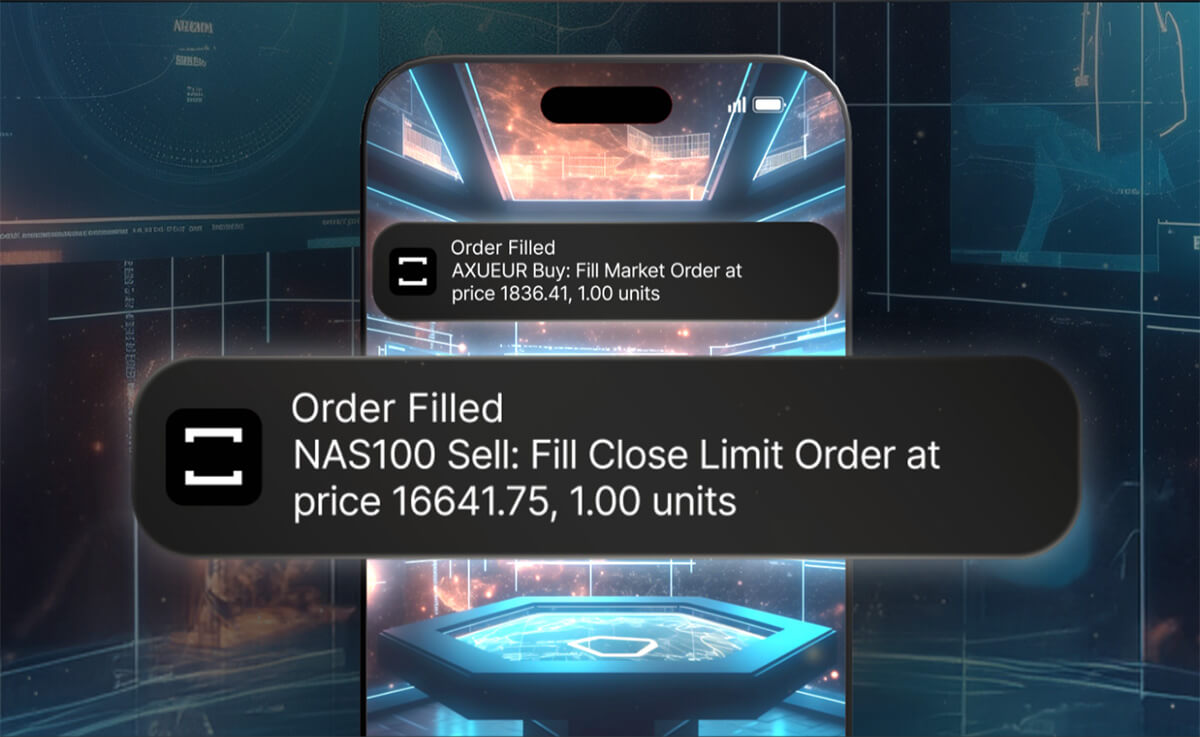 Order Filled
AXUEUR Buy: Fill Market Order at
price 1836.41, 1.00 units
Order Filled
NAS100 Sell: Fill Close Limit Order at
price 16641.75, 1.00 units